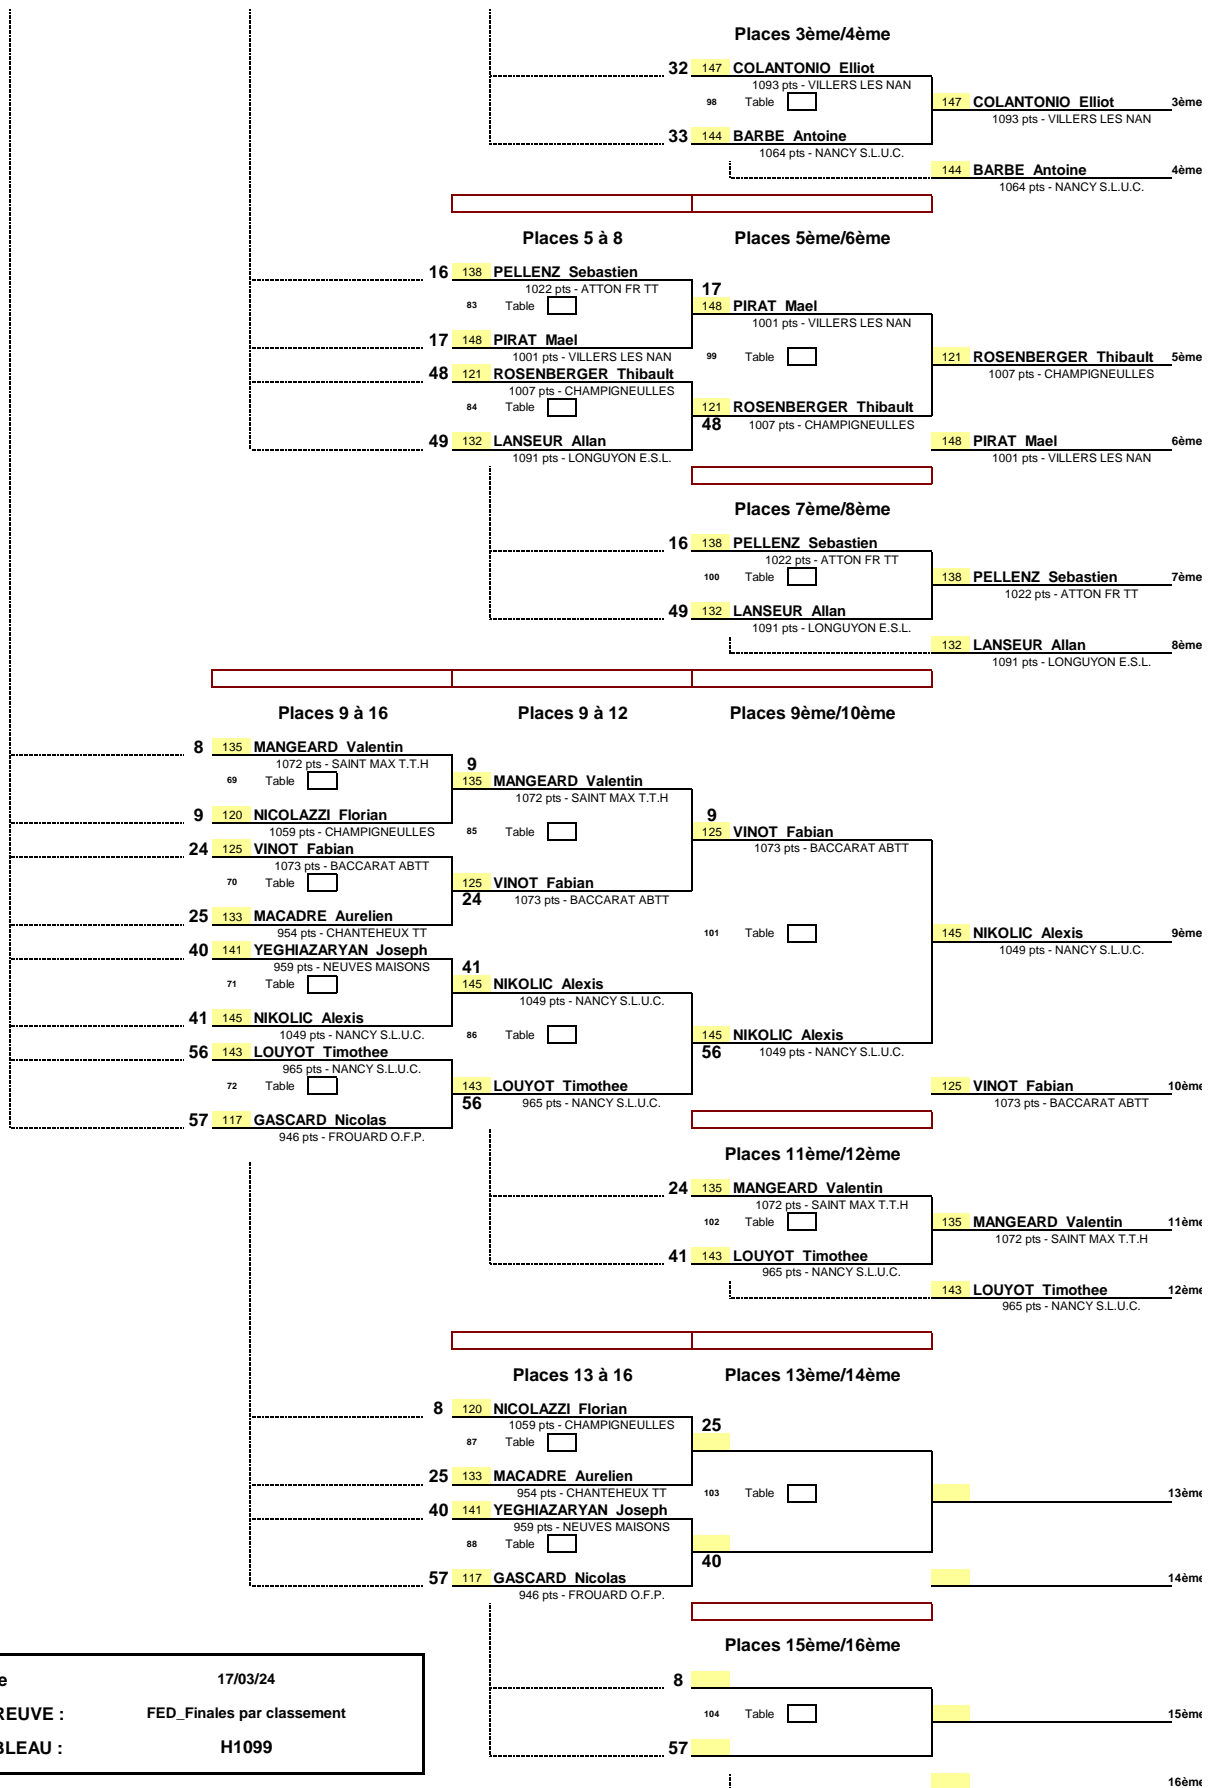 Places 3ème/4ème
32 147 COLANTONIO Elliot
1093 pts - VILLERS LES NAN
98 Table
147 COLANTONIO Elliot 3ème
1093 pts - VILLERS LES NAN
33 144 BARBE Antoine
1064 pts - NANCY S.L.U.C.
144 BARBE Antoine 4ème
1064 pts - NANCY S.L.U.C.
Places 5 à 8 Places 5ème/6ème
16 138 PELLENZ Sebastien
1022 pts - ATTON FR TT
17
83 Table
148 PIRAT Mael
1001 pts - VILLERS LES NAN
17 148 PIRAT Mael
1001 pts - VILLERS LES NAN
99 Table
121 ROSENBERGER Thibault 5ème
1007 pts - CHAMPIGNEULLES
48 121 ROSENBERGER Thibault
1007 pts - CHAMPIGNEULLES
84 Table
121 ROSENBERGER Thibault
48 1007 pts - CHAMPIGNEULLES
49 132 LANSEUR Allan
1091 pts - LONGUYON E.S.L.
148 PIRAT Mael 6ème
1001 pts - VILLERS LES NAN
Places 7ème/8ème
16 138 PELLENZ Sebastien
1022 pts - ATTON FR TT
100 Table
138 PELLENZ Sebastien 7ème
1022 pts - ATTON FR TT
49 132 LANSEUR Allan
1091 pts - LONGUYON E.S.L.
132 LANSEUR Allan 8ème
1091 pts - LONGUYON E.S.L.
Places 9 à 16 Places 9 à 12 Places 9ème/10ème
8 135 MANGEARD Valentin
1072 pts - SAINT MAX T.T.H
9
69 Table
135 MANGEARD Valentin
1072 pts - SAINT MAX T.T.H
9 120 NICOLAZZI Florian
1059 pts - CHAMPIGNEULLES
9
85 Table
125 VINOT Fabian
1073 pts - BACCARAT ABTT
24 125 VINOT Fabian
1073 pts - BACCARAT ABTT
70 Table
125 VINOT Fabian
24 1073 pts - BACCARAT ABTT
25 133 MACADRE Aurelien
954 pts - CHANTEHEUX TT
101 Table
145 NIKOLIC Alexis 9ème
1049 pts - NANCY S.L.U.C.
40 141 YEGHIAZARYAN Joseph
959 pts - NEUVES MAISONS
41
71 Table
145 NIKOLIC Alexis
1049 pts - NANCY S.L.U.C.
41 145 NIKOLIC Alexis
1049 pts - NANCY S.L.U.C.
86 Table
145 NIKOLIC Alexis
56 1049 pts - NANCY S.L.U.C.
56 143 LOUYOT Timothee
965 pts - NANCY S.L.U.C.
72 Table
143 LOUYOT Timothee
56 965 pts - NANCY S.L.U.C.
125 VINOT Fabian 10ème
1073 pts - BACCARAT ABTT
57 117 GASCARD Nicolas
946 pts - FROUARD O.F.P.
Places 11ème/12ème
24 135 MANGEARD Valentin
1072 pts - SAINT MAX T.T.H
102 Table
135 MANGEARD Valentin 11ème
1072 pts - SAINT MAX T.T.H
41 143 LOUYOT Timothee
965 pts - NANCY S.L.U.C.
143 LOUYOT Timothee 12ème
965 pts - NANCY S.L.U.C.
Places 13 à 16 Places 13ème/14ème
8 120 NICOLAZZI Florian
1059 pts - CHAMPIGNEULLES
25
87 Table
25 133 MACADRE Aurelien
954 pts - CHANTEHEUX TT
103 Table 13ème
40 141 YEGHIAZARYAN Joseph
959 pts - NEUVES MAISONS
88 Table
40
57 117 GASCARD Nicolas 14ème
946 pts - FROUARD O.F.P.
Places 15ème/16ème
e 17/03/24
8
REUVE : FED_Finales par classement
104 Table 15ème
BLEAU : H1099
57
16ème